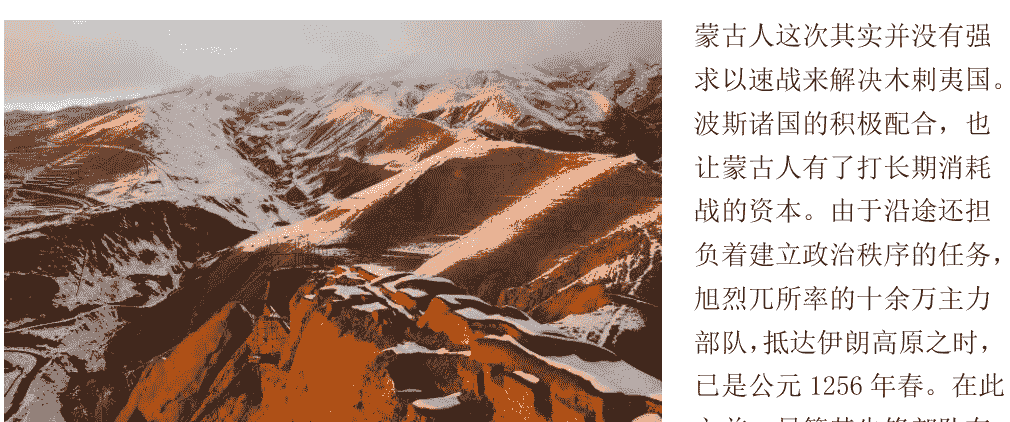 蒙古人这次其实并没有强
求以速战来解决木剌夷国。
波斯诸国的积极配合，也
让蒙古人有了打长期消耗
战的资本。由于沿途还担
负着建立政治秩序的任务，
旭烈兀所率的十余万主力
部队，抵达伊朗高原之时，
已是公元 1256 年春。在此